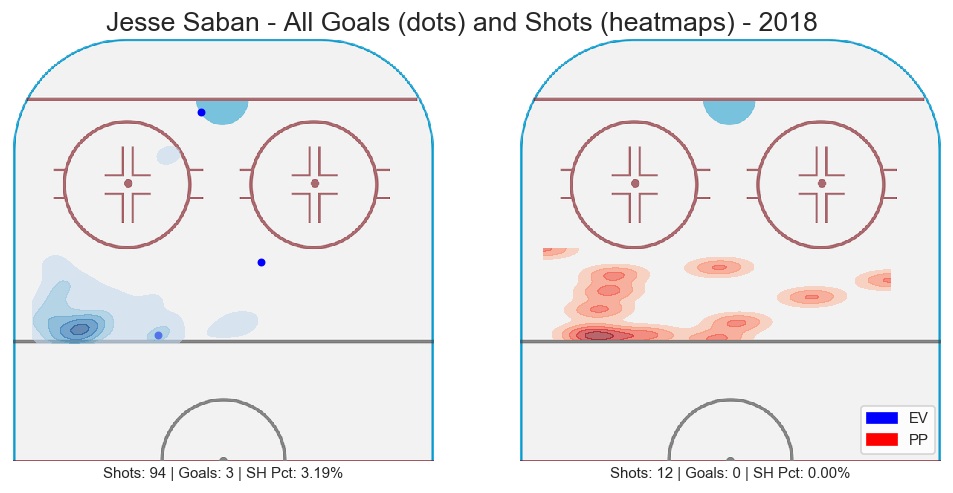 Jesse Saban - All Goals (dots) and Shots (heatmaps) - 2018
EV
PP
Shots: 94 | Goals: 3 | SH Pct: 3.19%
Shots: 12 | Goals: 0 | SH Pct: 0.00%